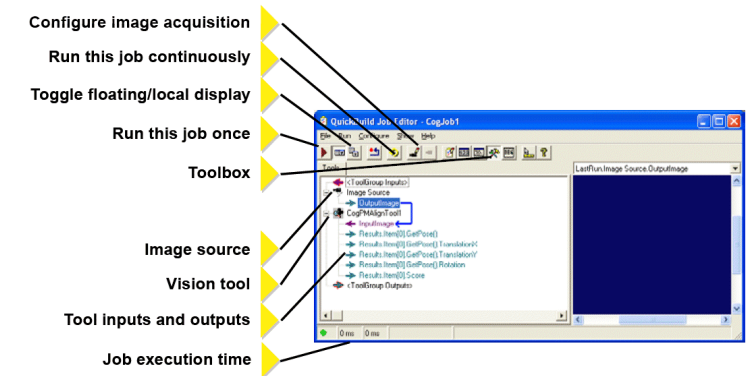 Configure image acquisition
Run this job continuously
Toggle floating/local display
Run this job once
Toolbox
Image source
Vision tool
Tool inputs and outputs
Job execution time
QuickBuild Job Editor - CogJob1
File Run Configure Show Help
Tools
LastRun.Image Source.OutputImage
<ToolGroup Inputs>
Image Source
OutputImage
CogPMAlignTool1
InputImage
Results.Item[0].GetPose()
Results.Item[0].GetPose().TranslationX
Results.Item[0].GetPose().TranslationY
Results.Item[0].GetPose().Rotation
Results.Item[0].Score
<ToolGroup Outputs>
0 ms 0 ms